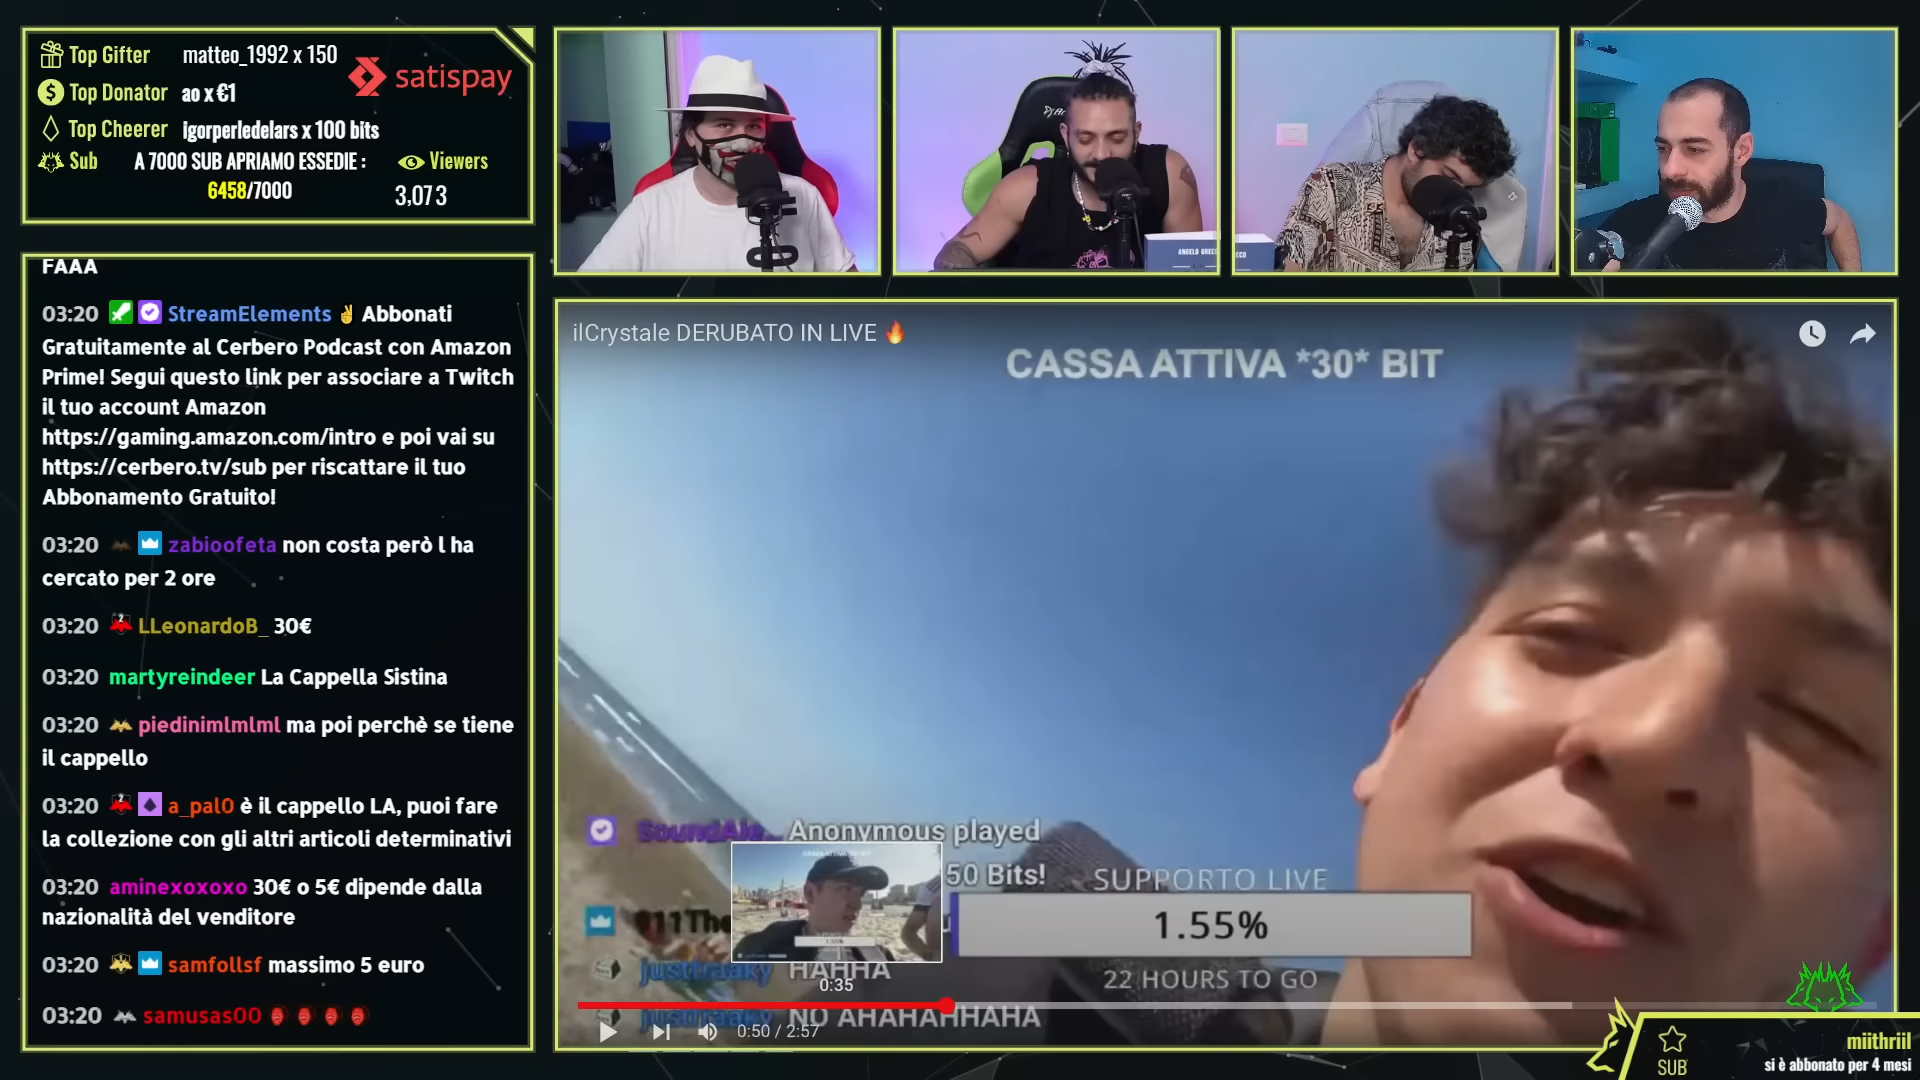 Top Gifter matteo_1992 x 150
satispay
Top Donator ao x €1
Top Cheerer igorperledelars x 100 bits
Sub A 7000 SUB APRIAMO ESSEDIE :
6458/7000
Viewers
3,073
FAAA
03:20 StreamElements ✌ Abbonati
Gratuitamente al Cerbero Podcast con Amazon
Prime! Segui questo link per associare a Twitch
il tuo account Amazon
https://gaming.amazon.com/intro e poi vai su
https://cerbero.tv/sub per riscattare il tuo
Abbonamento Gratuito!
03:20 zabioofeta non costa però l ha
cercato per 2 ore
03:20 LLeonardoB_ 30€
03:20 martyreindeer La Cappella Sistina
03:20 piedinimlmlml ma poi perchè se tiene
il cappello
03:20 a_pal0 è il cappello LA, puoi fare
la collezione con gli altri articoli determinativi
03:20 aminexoxoxo 30€ o 5€ dipende dalla
nazionalità del venditore
03:20 samfollsf massimo 5 euro
03:20 samusas00
ANGELO GRECO
ilCrystale DERUBATO IN LIVE 🔥
CASSA ATTIVA *30* BIT
Anonymous played
50 Bits!
SUPPORTO LIVE
1.55%
22 HOURS TO GO
justtraaky HAHHA
0:35
justtraaky NO AHAHAHHAHA
0:50 / 2:57
SUB
miithriil
si è abbonato per 4 mesi